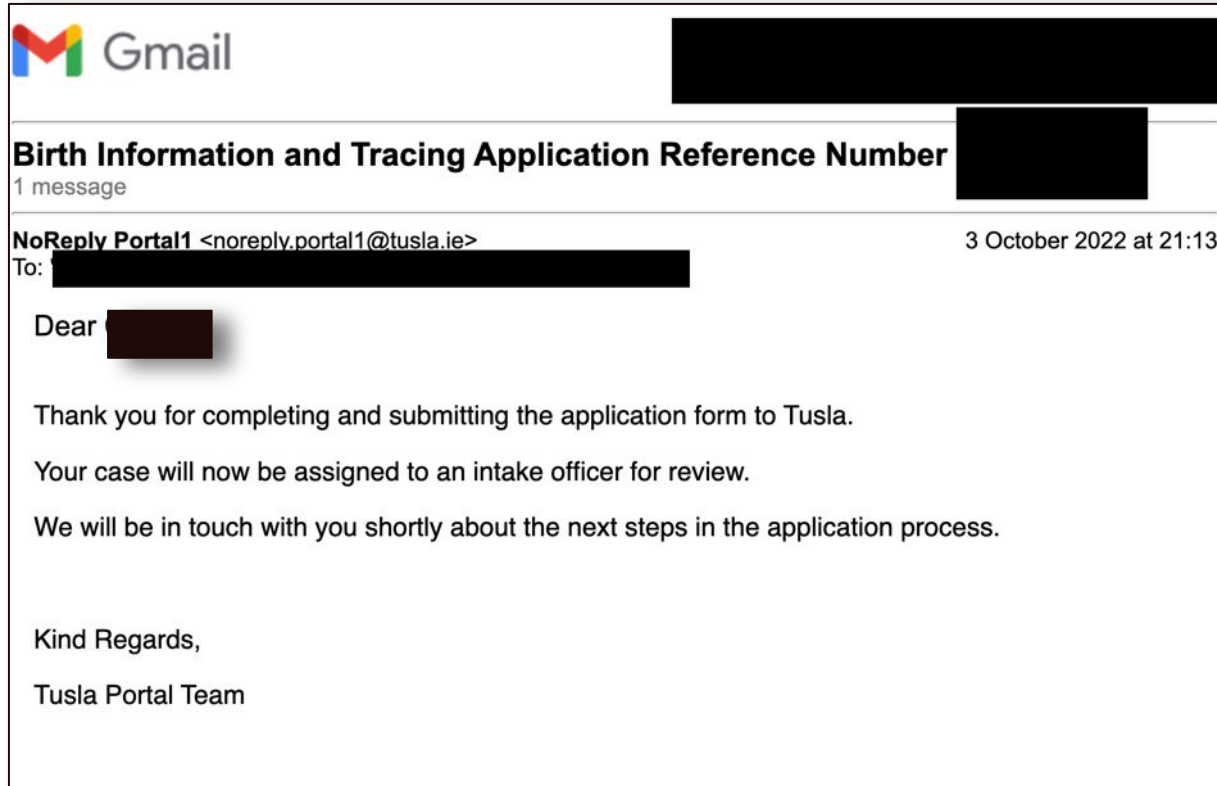 Gmail
Birth Information and Tracing Application Reference Number
1 message
NoReply Portal1 <noreply.portal1@tusla.ie> 3 October 2022 at 21:13
To:
Dear
Thank you for completing and submitting the application form to Tusla.
Your case will now be assigned to an intake officer for review.
We will be in touch with you shortly about the next steps in the application process.
Kind Regards,
Tusla Portal Team